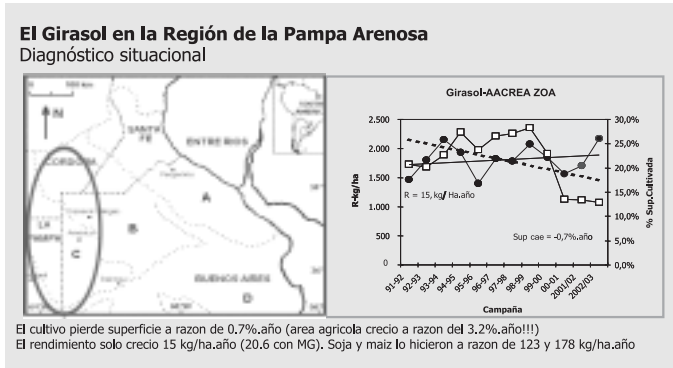 El Girasol en la Región de la Pampa Arenosa
Diagnóstico situacional
N
SANTA
FE
ENTRE RIOS
CORDOBA
LA
PAMPA
A
B
C
BUENOS AIRES
D
Girasol-AACREA ZOA
R-kg/ha
2.500
2.000
1.500
1.000
500
0
30,0%
25,0%
20,0%
15,0%
10,0%
5,0%
0,0%
% Sup.Cultivada
R = 15, kg/ Ha.año
Sup cae = -0,7%.año
91-92
92-93
93-94
94-95
95-96
96-97
97-98
98-99
99-00
00-01
2001/02
2002/03
Campaña
El cultivo pierde superficie a razon de 0.7%.año (area agricola crecio a razon del 3.2%.año!!!)
El rendimiento solo crecio 15 kg/ha.año (20.6 con MG). Soja y maiz lo hicieron a razon de 123 y 178 kg/ha.año